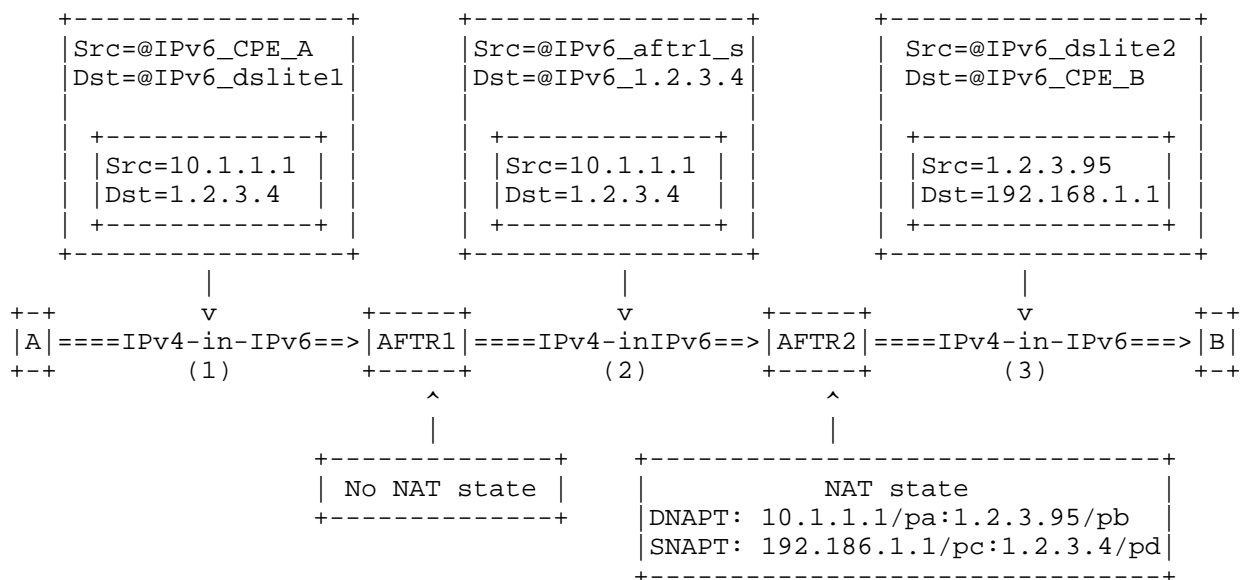 Src=@IPv6_CPE_A
Dst=@IPv6_dslite1
Src=10.1.1.1
Dst=1.2.3.4
Src=@IPv6_aftr1_s
Dst=@IPv6_1.2.3.4
Src=10.1.1.1
Dst=1.2.3.4
Src=@IPv6_dslite2
Dst=@IPv6_CPE_B
Src=1.2.3.95
Dst=192.168.1.1
|A|====IPv4-in-IPv6==>|AFTR1|====IPv4-inIPv6==>|AFTR2|====IPv4-in-IPv6===>|B|
(1) (2) (3)
No NAT state
NAT state
DNAPT: 10.1.1.1/pa:1.2.3.95/pb
SNAPT: 192.186.1.1/pc:1.2.3.4/pd